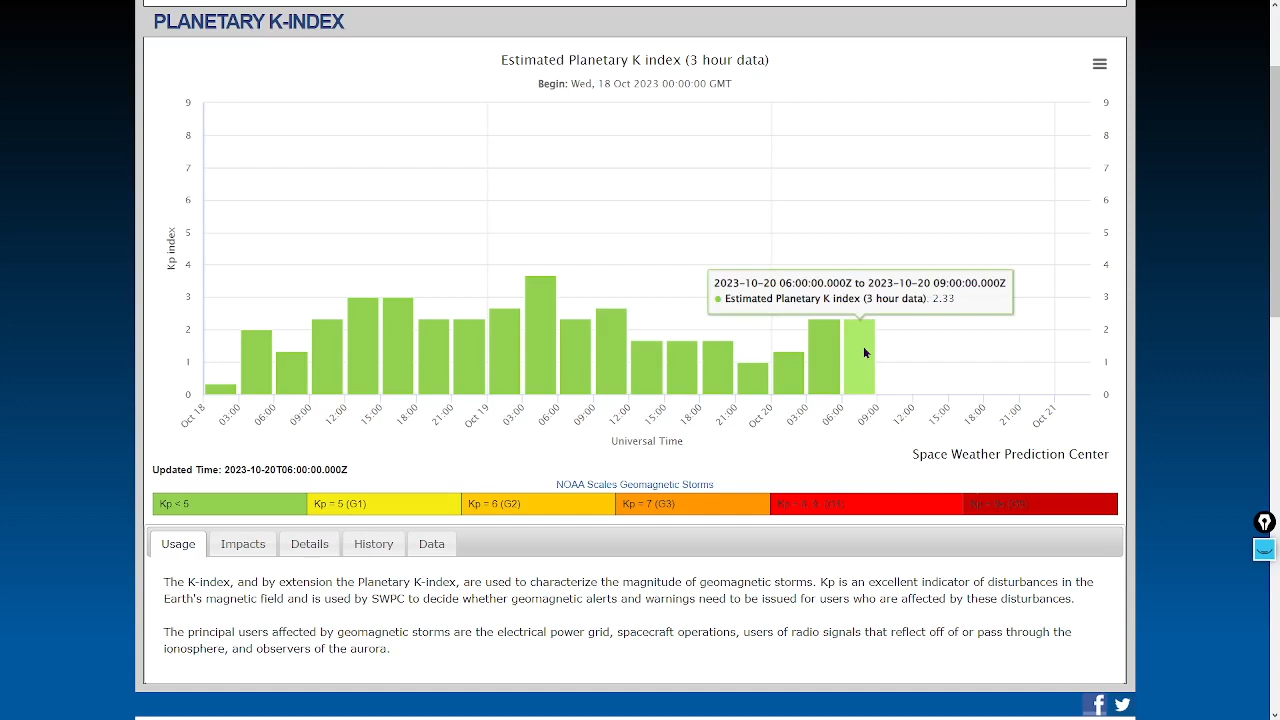 PLANETARY K-INDEX
Estimated Planetary K index (3 hour data)
Begin: Wed, 18 Oct 2023 00:00:00 GMT
9
8
7
6
5
4
3
2
1
0
Kp index
9
8
7
6
5
4
3
2
1
0
2023-10-20 06:00:00.000Z to 2023-10-20 09:00:00.000Z
Estimated Planetary K index (3 hour data). 2.33
Oct 18 03:00 06:00 09:00 12:00 15:00 18:00 21:00 Oct 19 03:00 06:00 09:00 12:00 15:00 18:00 21:00 Oct 20 03:00 06:00 09:00 12:00 15:00 18:00 21:00 Oct 21
Universal Time
Space Weather Prediction Center
Updated Time: 2023-10-20T06:00:00.000Z
NOAA Scales Geomagnetic Storms
Kp < 5 Kp = 5 (G1) Kp = 6 (G2) Kp = 7 (G3)
Usage Impacts Details History Data
The K-index, and by extension the Planetary K-index, are used to characterize the magnitude of geomagnetic storms. Kp is an excellent indicator of disturbances in the
Earth's magnetic field and is used by SWPC to decide whether geomagnetic alerts and warnings need to be issued for users who are affected by these disturbances.
The principal users affected by geomagnetic storms are the electrical power grid, spacecraft operations, users of radio signals that reflect off of or pass through the
ionosphere, and observers of the aurora.